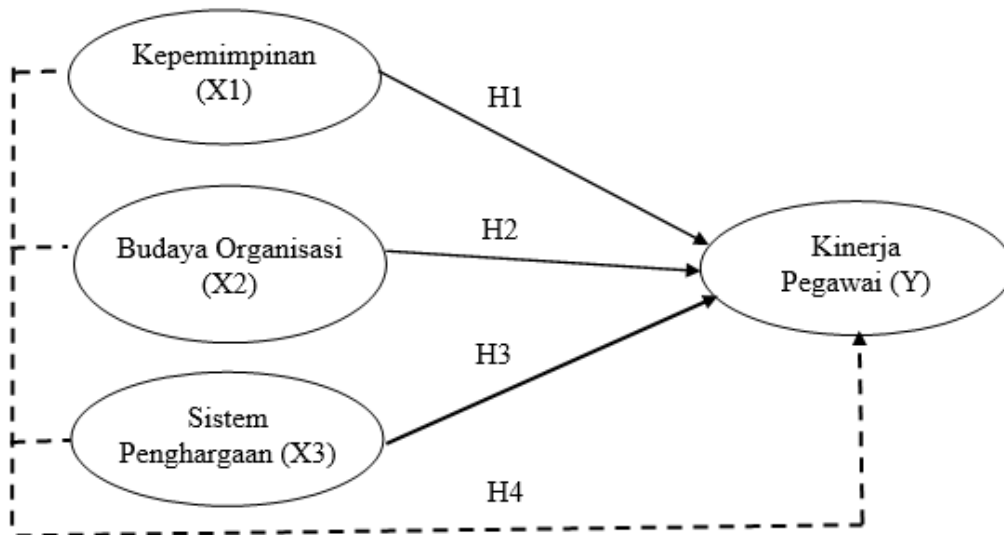 Kepemimpinan
(X1)
H1
Budaya Organisasi
(X2)
H2
Kinerja
Pegawai (Y)
H3
Sistem
Penghargaan (X3)
H4